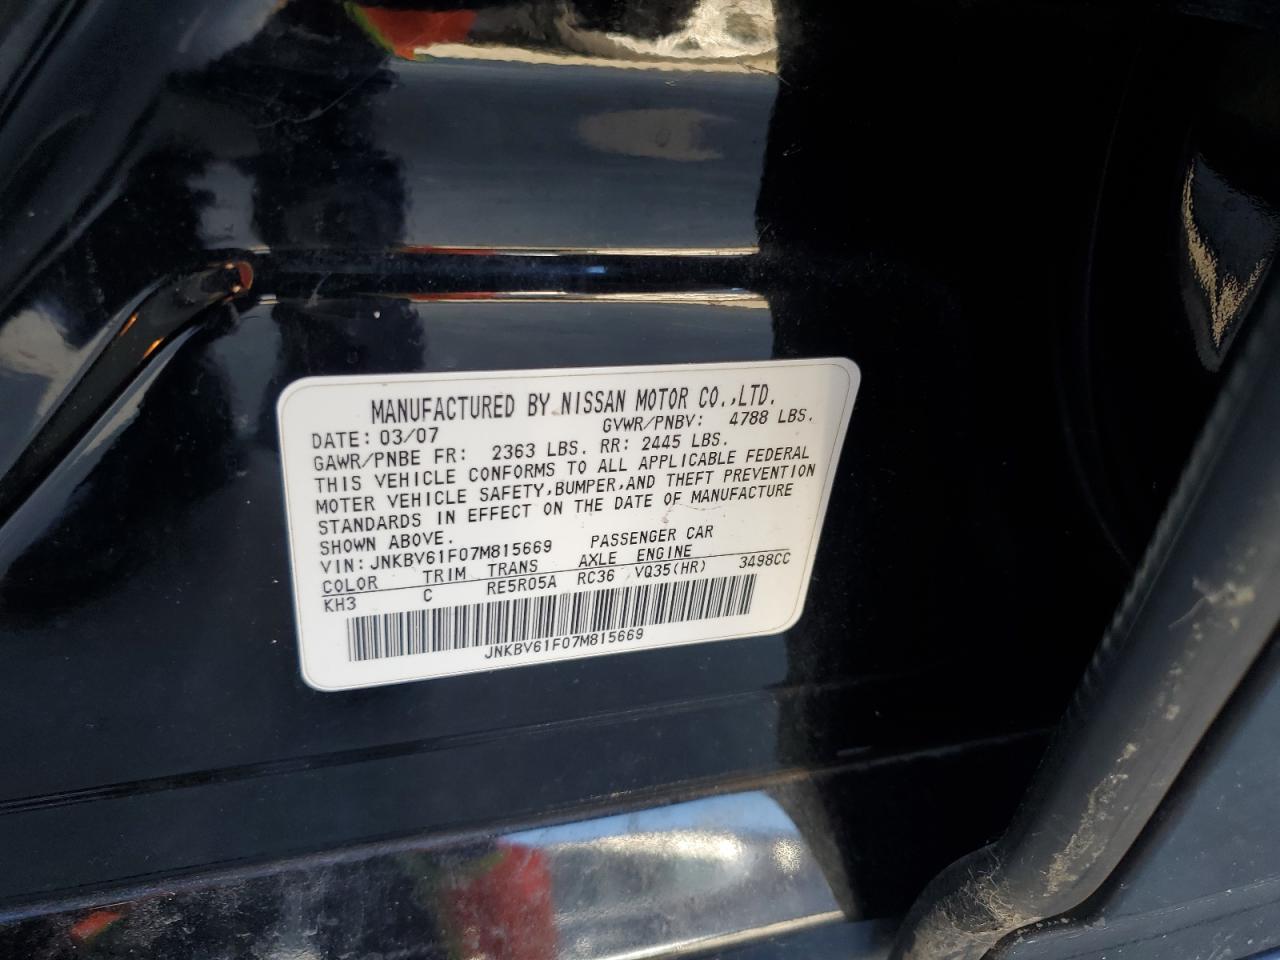 MANUFACTURED BY NISSAN MOTOR CO.,LTD.
DATE: 03/07 GVWR/PNBV: 4788 LBS.
GAWR/PNBE FR: 2363 LBS. RR: 2445 LBS.
THIS VEHICLE CONFORMS TO ALL APPLICABLE FEDERAL
MOTOR VEHICLE SAFETY,BUMPER,AND THEFT PREVENTION
STANDARDS IN EFFECT ON THE DATE OF MANUFACTURE
SHOWN ABOVE.
VIN: JNKBV61F07M815669 PASSENGER CAR
COLOR TRIM TRANS AXLE ENGINE
KH3 C RE5R05A RC36 VQ35(HR) 3498CC
JNKBV61F07M815669